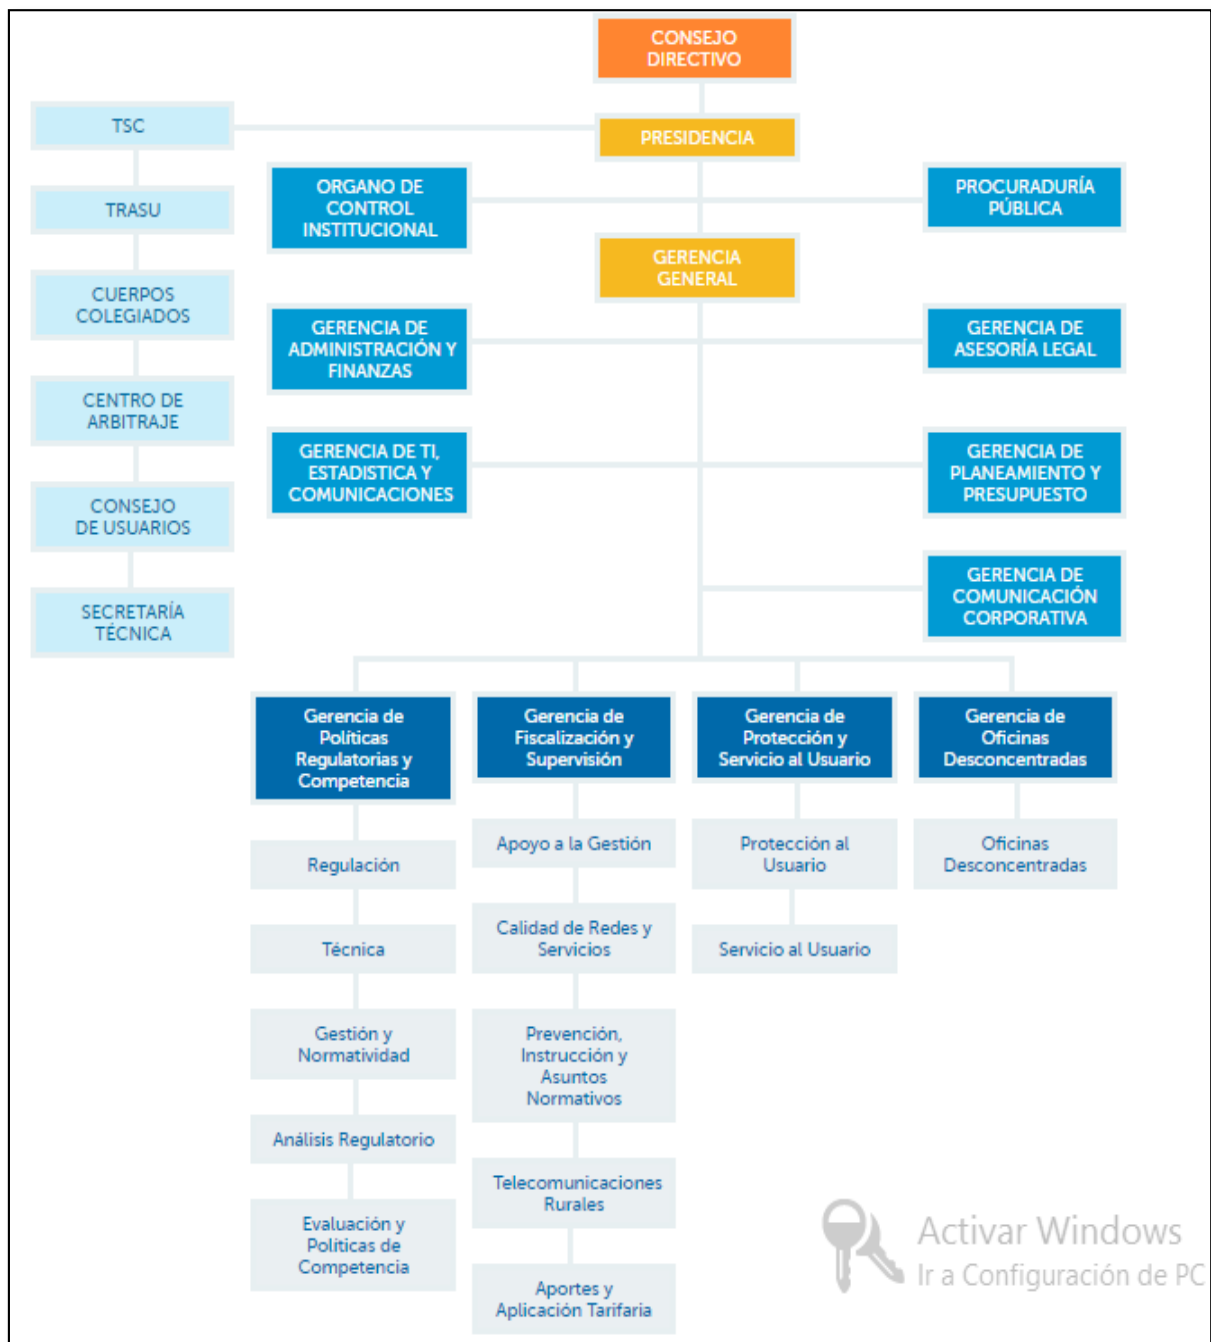 CONSEJO
DIRECTIVO
TSC
PRESIDENCIA
ORGANO DE
CONTROL
INSTITUCIONAL
PROCURADURÍA
PÚBLICA
TRASU
GERENCIA
GENERAL
CUERPOS
COLEGIADOS
GERENCIA DE
ADMINISTRACIÓN Y
FINANZAS
GERENCIA DE
ASESORÍA LEGAL
CENTRO DE
ARBITRAJE
GERENCIA DE TI,
ESTADISTICA Y
COMUNICACIONES
GERENCIA DE
PLANEAMIENTO Y
PRESUPUESTO
CONSEJO
DE USUARIOS
GERENCIA DE
COMUNICACIÓN
CORPORATIVA
SECRETARÍA
TÉCNICA
Gerencia de
Políticas
Regulatorias y
Competencia
Gerencia de
Fiscalización y
Supervisión
Gerencia de
Protección y
Servicio al Usuario
Gerencia de
Oficinas
Desconcentradas
Regulación
Técnica
Gestión y
Normatividad
Análisis Regulatorio
Evaluación y
Políticas de
Competencia
Apoyo a la Gestión
Calidad de Redes y
Servicios
Prevención,
Instrucción y
Asuntos
Normativos
Telecomunicaciones
Rurales
Aportes y
Aplicación Tarifaria
Protección al
Usuario
Servicio al Usuario
Oficinas
Desconcentradas
Activar Windows
Ir a Configuración de PC